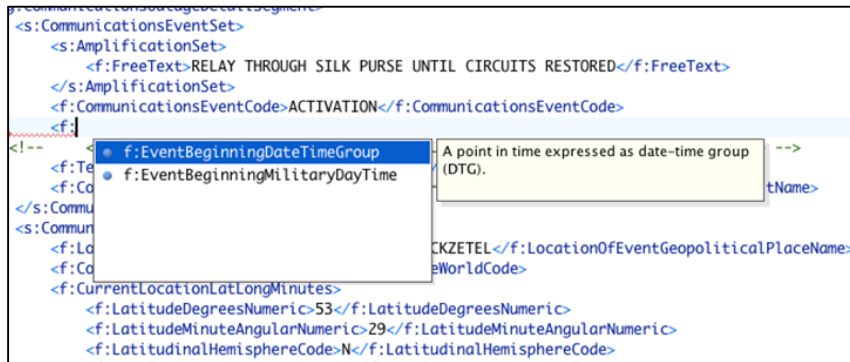 g:CommunicationsOutageDetailSegment>
<s:CommunicationsEventSet>
<s:AmplificationSet>
<f:FreeText>RELAY THROUGH SILK PURSE UNTIL CIRCUITS RESTORED</f:FreeText>
</s:AmplificationSet>
<f:CommunicationsEventCode>ACTIVATION</f:CommunicationsEventCode>
<f:
<!-- < f:EventBeginningDateTimeGroup A point in time expressed as date-time group -->
<f:Te f:EventBeginningMilitaryDayTime (DTG).
<f:Co tName>
</s:Commu
<s:Commun
<f:Lo CKZETEL</f:LocationOfEventGeopoliticalPlaceName>
<f:Co eWorldCode>
<f:CurrentLocationLatLongMinutes>
<f:LatitudeDegreesNumeric>53</f:LatitudeDegreesNumeric>
<f:LatitudeMinuteAngularNumeric>29</f:LatitudeMinuteAngularNumeric>
<f:LatitudinalHemisphereCode>N</f:LatitudinalHemisphereCode>